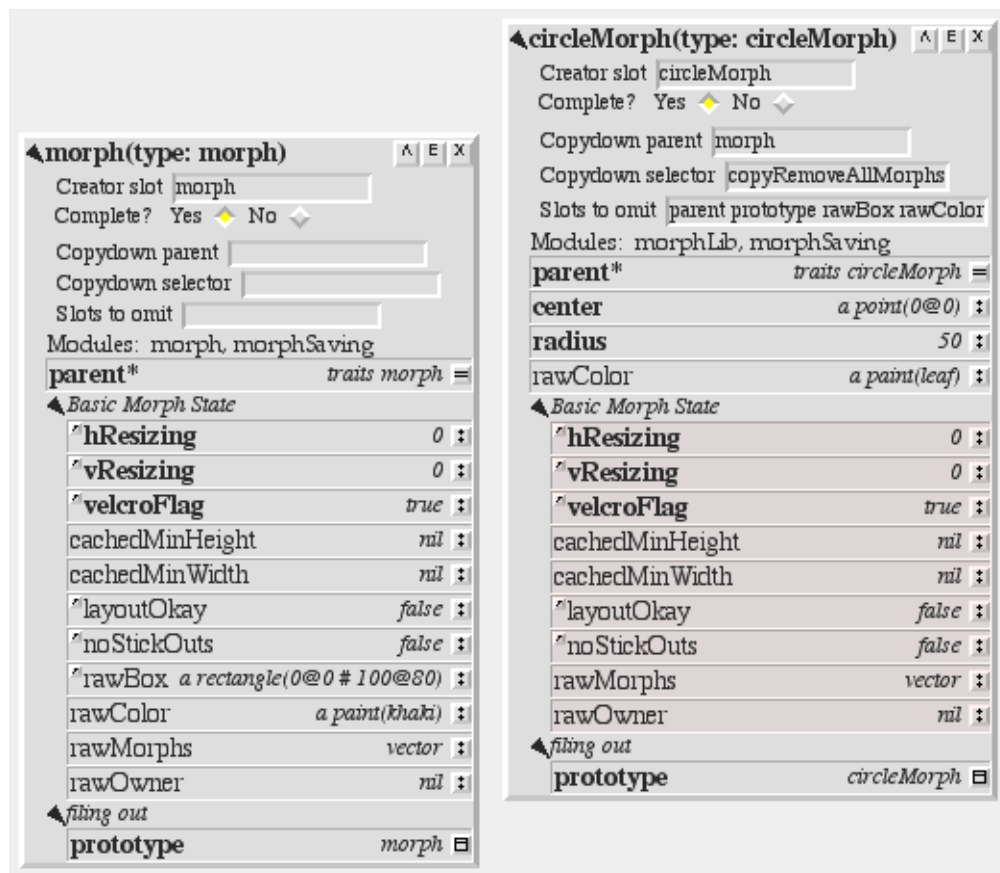 morph(type: morph) ʌ E X
Creator slot morph
Complete? Yes No
Copydown parent
Copydown selector
Slots to omit
Modules: morph, morphSaving
parent* traits morph =
Basic Morph State
hResizing 0
vResizing 0
velcroFlag true
cachedMinHeight nil
cachedMinWidth nil
layoutOkay false
noStickOuts false
rawBox a rectangle(0@0 # 100@80)
rawColor a paint(khaki)
rawMorphs vector
rawOwner nil
filing out
prototype morph
circleMorph(type: circleMorph) ʌ E X
Creator slot circleMorph
Complete? Yes No
Copydown parent morph
Copydown selector copyRemoveAllMorphs
Slots to omit parent prototype rawBox rawColor
Modules: morphLib, morphSaving
parent* traits circleMorph =
center a point(0@0)
radius 50
rawColor a paint(leaf)
Basic Morph State
hResizing 0
vResizing 0
velcroFlag true
cachedMinHeight nil
cachedMinWidth nil
layoutOkay false
noStickOuts false
rawMorphs vector
rawOwner nil
filing out
prototype circleMorph